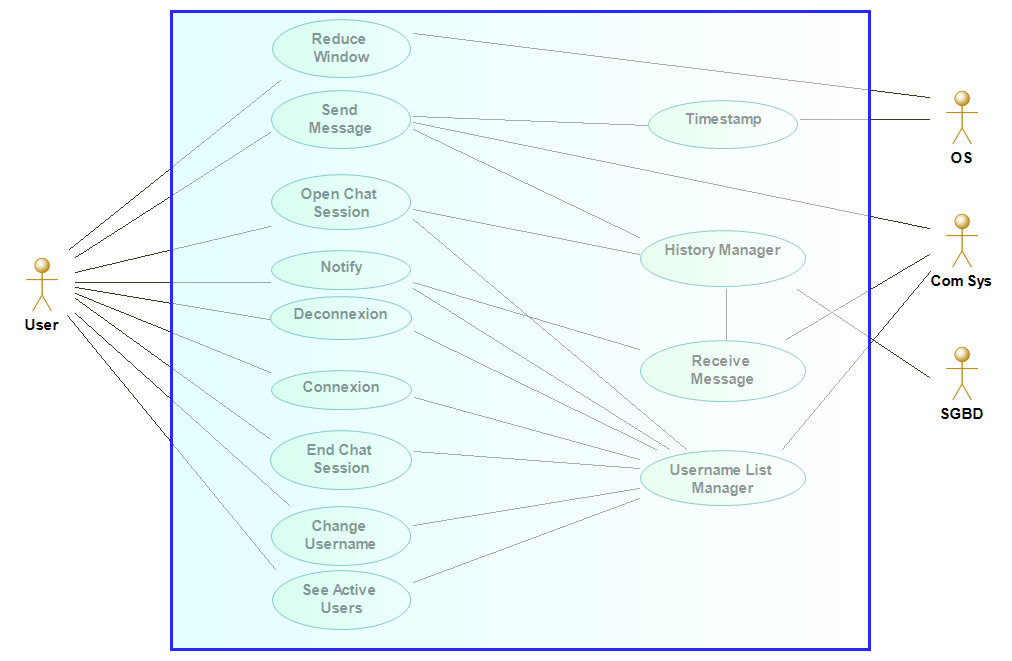 Reduce
Window
Send
Message
Timestamp
OS
Open Chat
Session
History Manager
Notify
Com Sys
User
Deconnexion
Receive
Message
Connexion
SGBD
End Chat
Session
Username List
Manager
Change
Username
See Active
Users